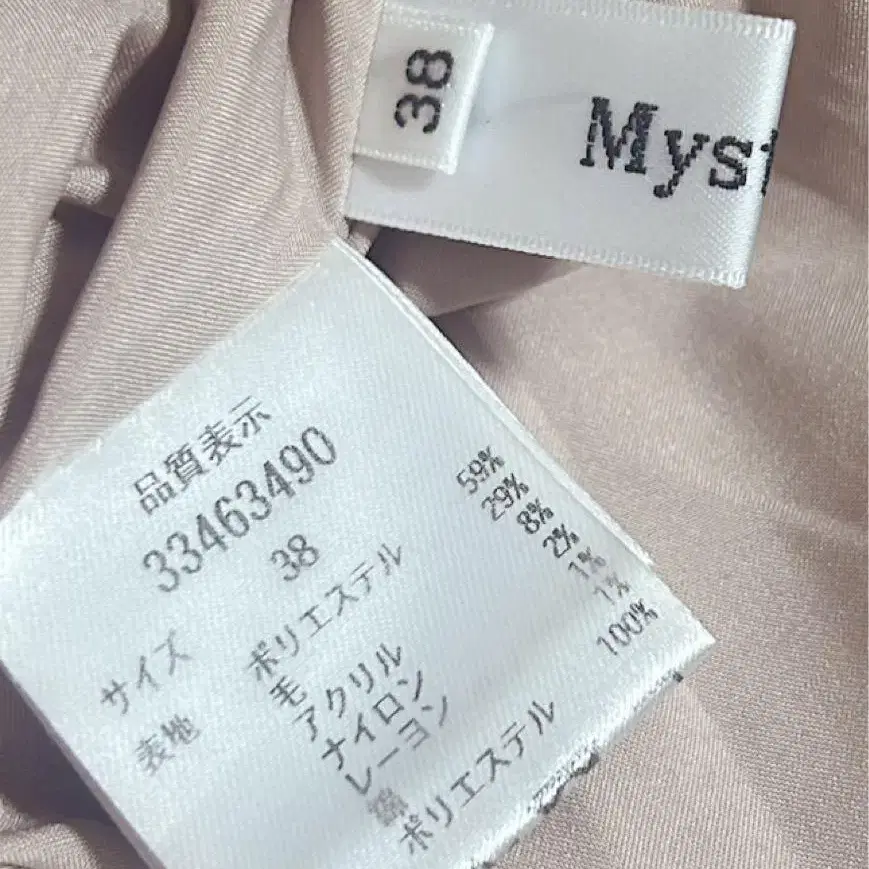 38
Myst
品質表示
33463490
サイズ 38
表地 ポリエステル 59%
毛 29%
アクリル 8%
ナイロン 2%
レーヨン 1%
綿 1%
ポリエステル 100%